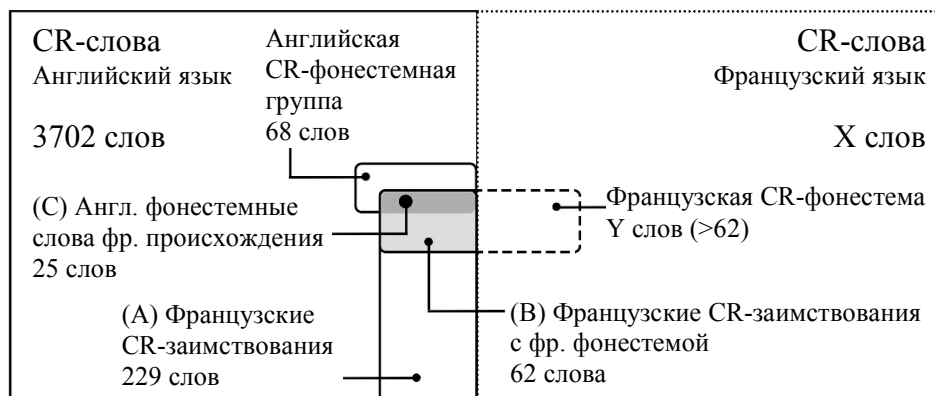 CR-слова
Английский язык
3702 слов
Английская
CR-фонестемная
группа
68 слов
CR-слова
Французский язык
X слов
(C) Англ. фонестемные
слова фр. происхождения
25 слов
Французская CR-фонестема
Y слов (>62)
(A) Французские
CR-заимствования
229 слов
(B) Французские CR-заимствования
с фр. фонестемой
62 слова